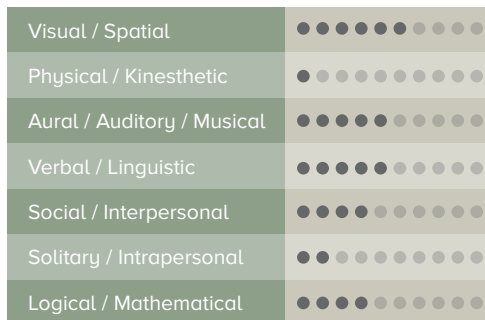 Visual / Spatial
Physical / Kinesthetic
Aural / Auditory / Musical
Verbal / Linguistic
Social / Interpersonal
Solitary / Intrapersonal
Logical / Mathematical